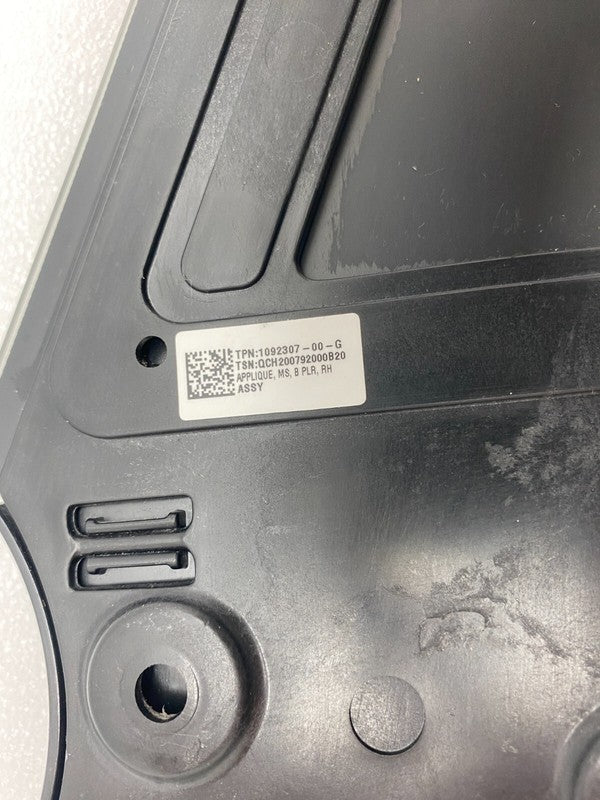 TPN:1092307-00-G
TSN:QCH200792000B20
APPLIQUE, MS, B PLR, RH
ASSY